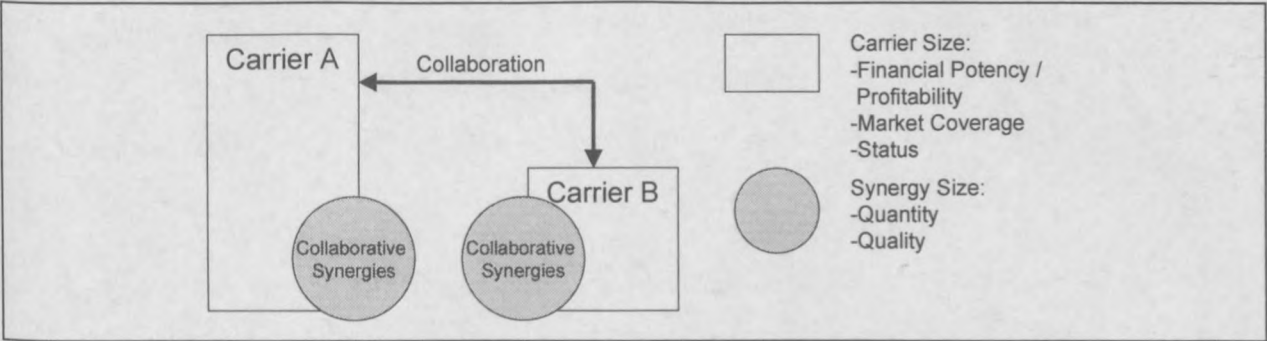 Carrier A
Collaboration
Carrier B
Collaborative
Synergies
Collaborative
Synergies
Carrier Size:
-Financial Potency /
Profitability
-Market Coverage
-Status
Synergy Size:
-Quantity
-Quality